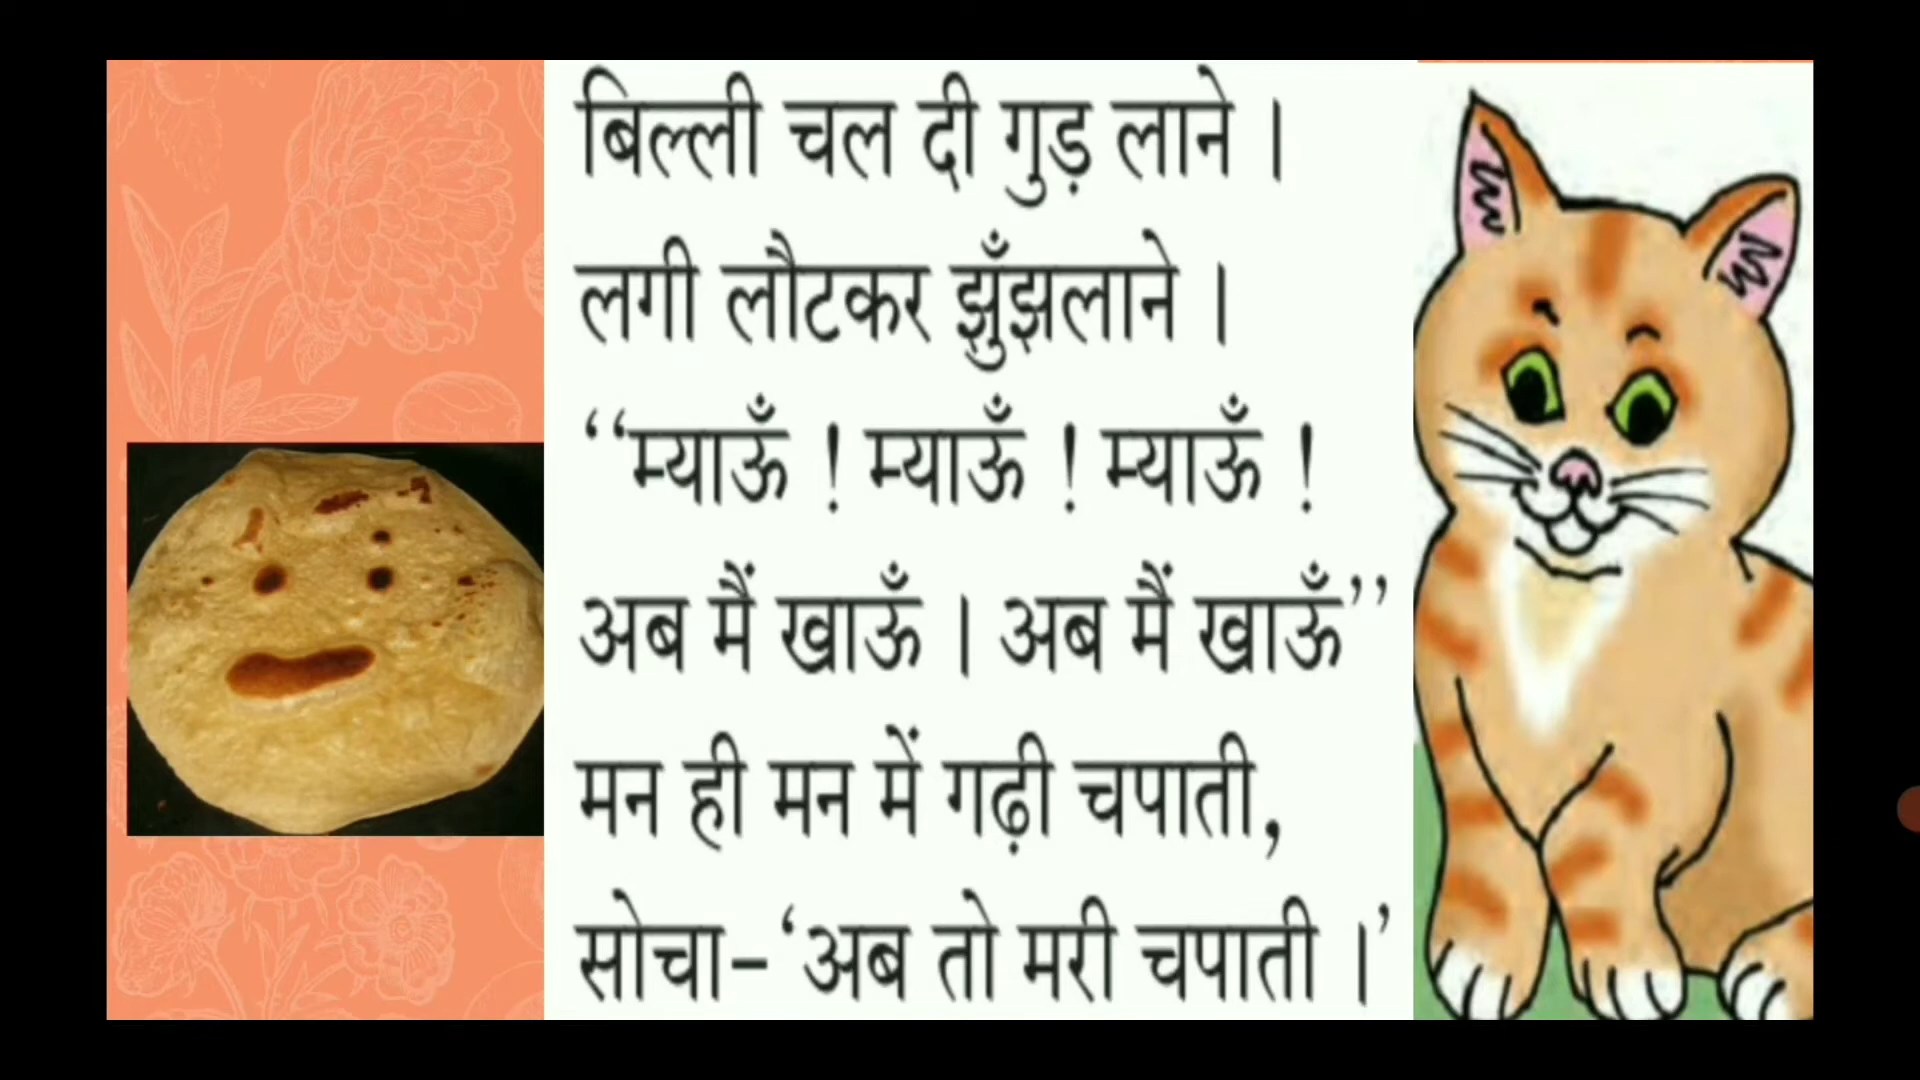 बिल्ली चल दी गुड़ लाने ।
लगी लौटकर झुँझलाने ।
‘‘म्याऊँ ! म्याऊँ ! म्याऊँ !
अब मैं खाऊँ । अब मैं खाऊँ’’
मन ही मन में गढ़ी चपाती,
सोचा–‘अब तो मरी चपाती ।’